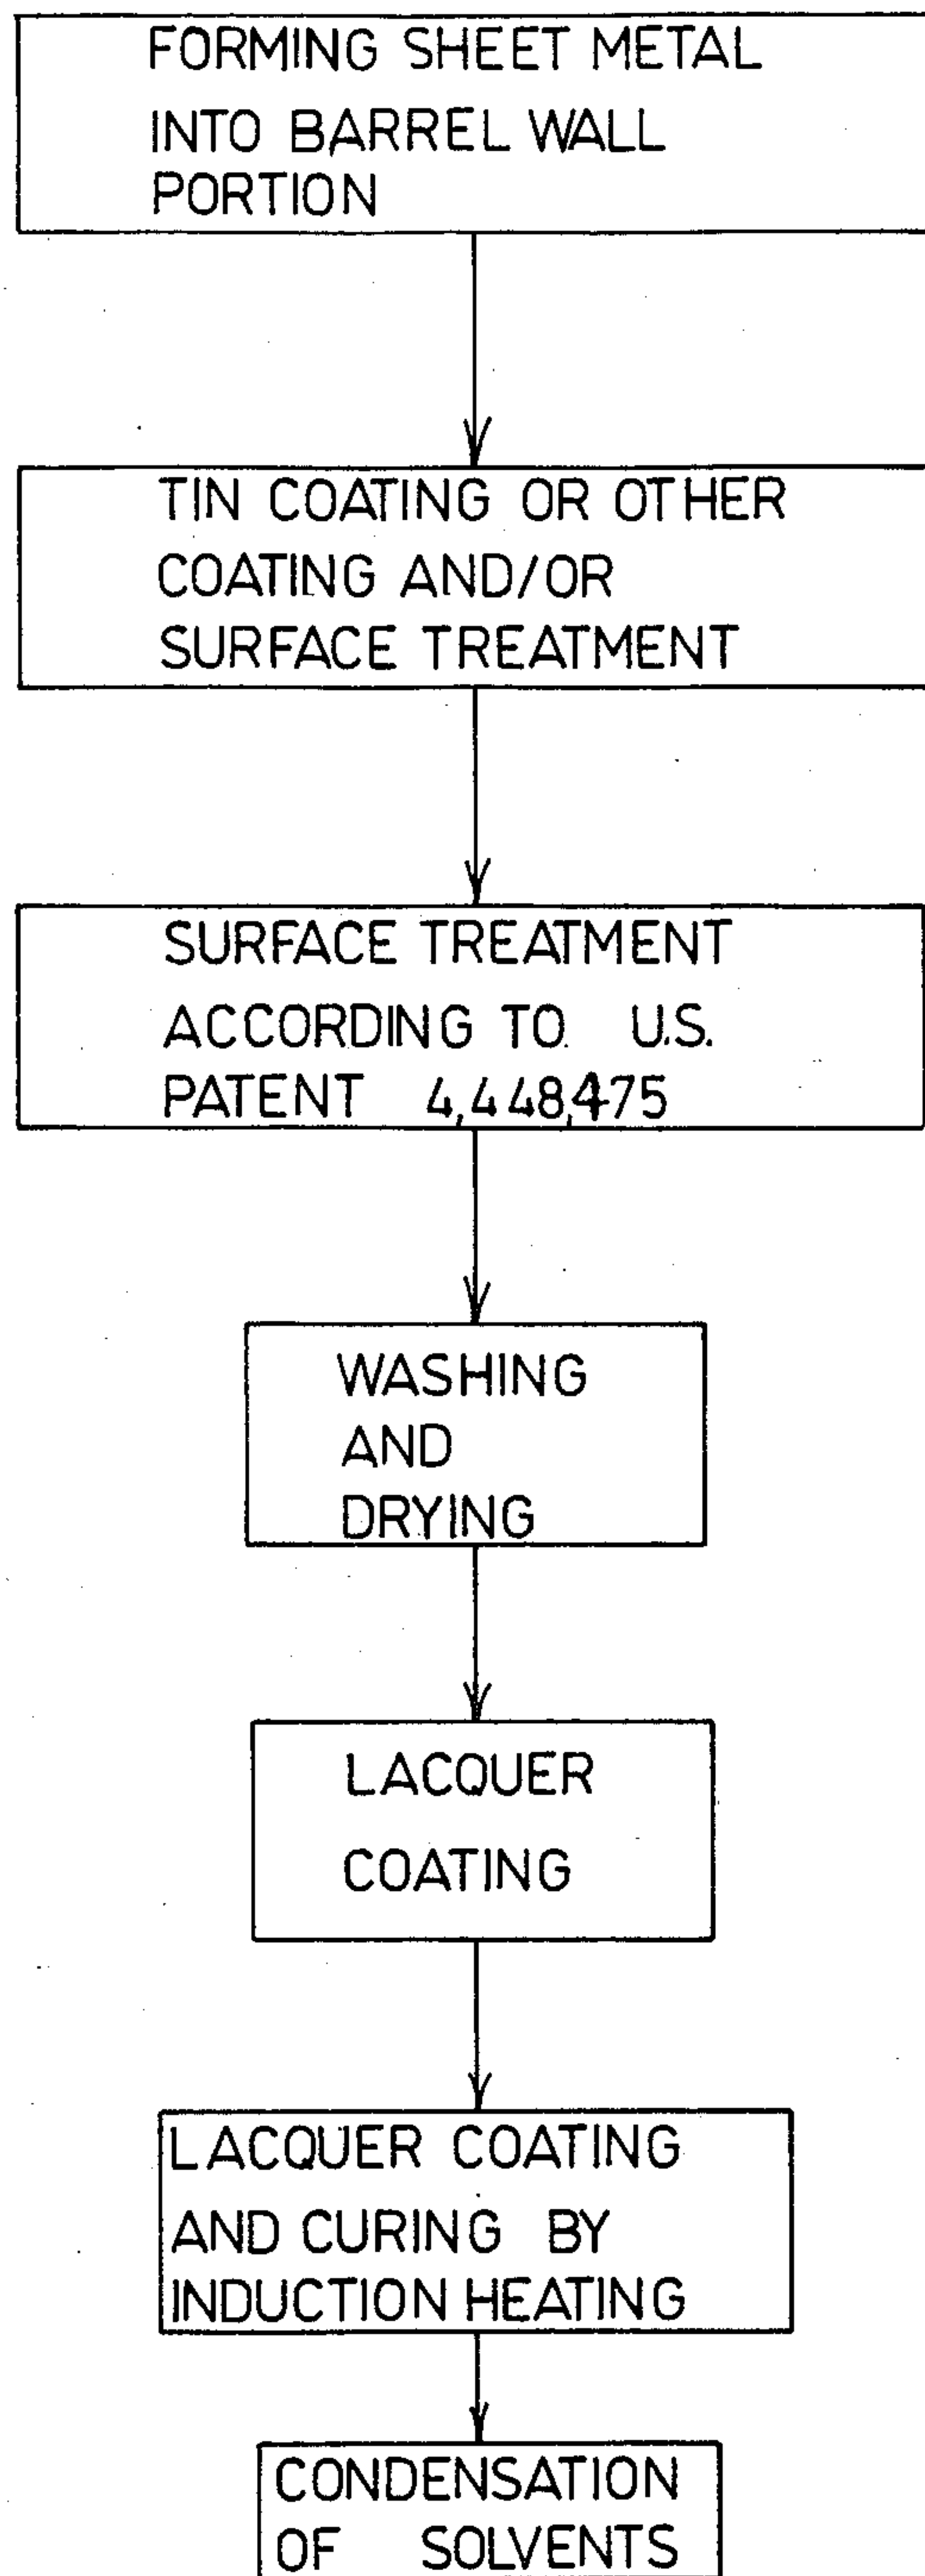 FORMING SHEET METAL
INTO BARREL WALL
PORTION
TIN COATING OR OTHER
COATING AND/OR
SURFACE TREATMENT
SURFACE TREATMENT
ACCORDING TO U.S.
PATENT 4,448,475
WASHING
AND
DRYING
LACQUER
COATING
LACQUER COATING
AND CURING BY
INDUCTION HEATING
CONDENSATION
OF SOLVENTS